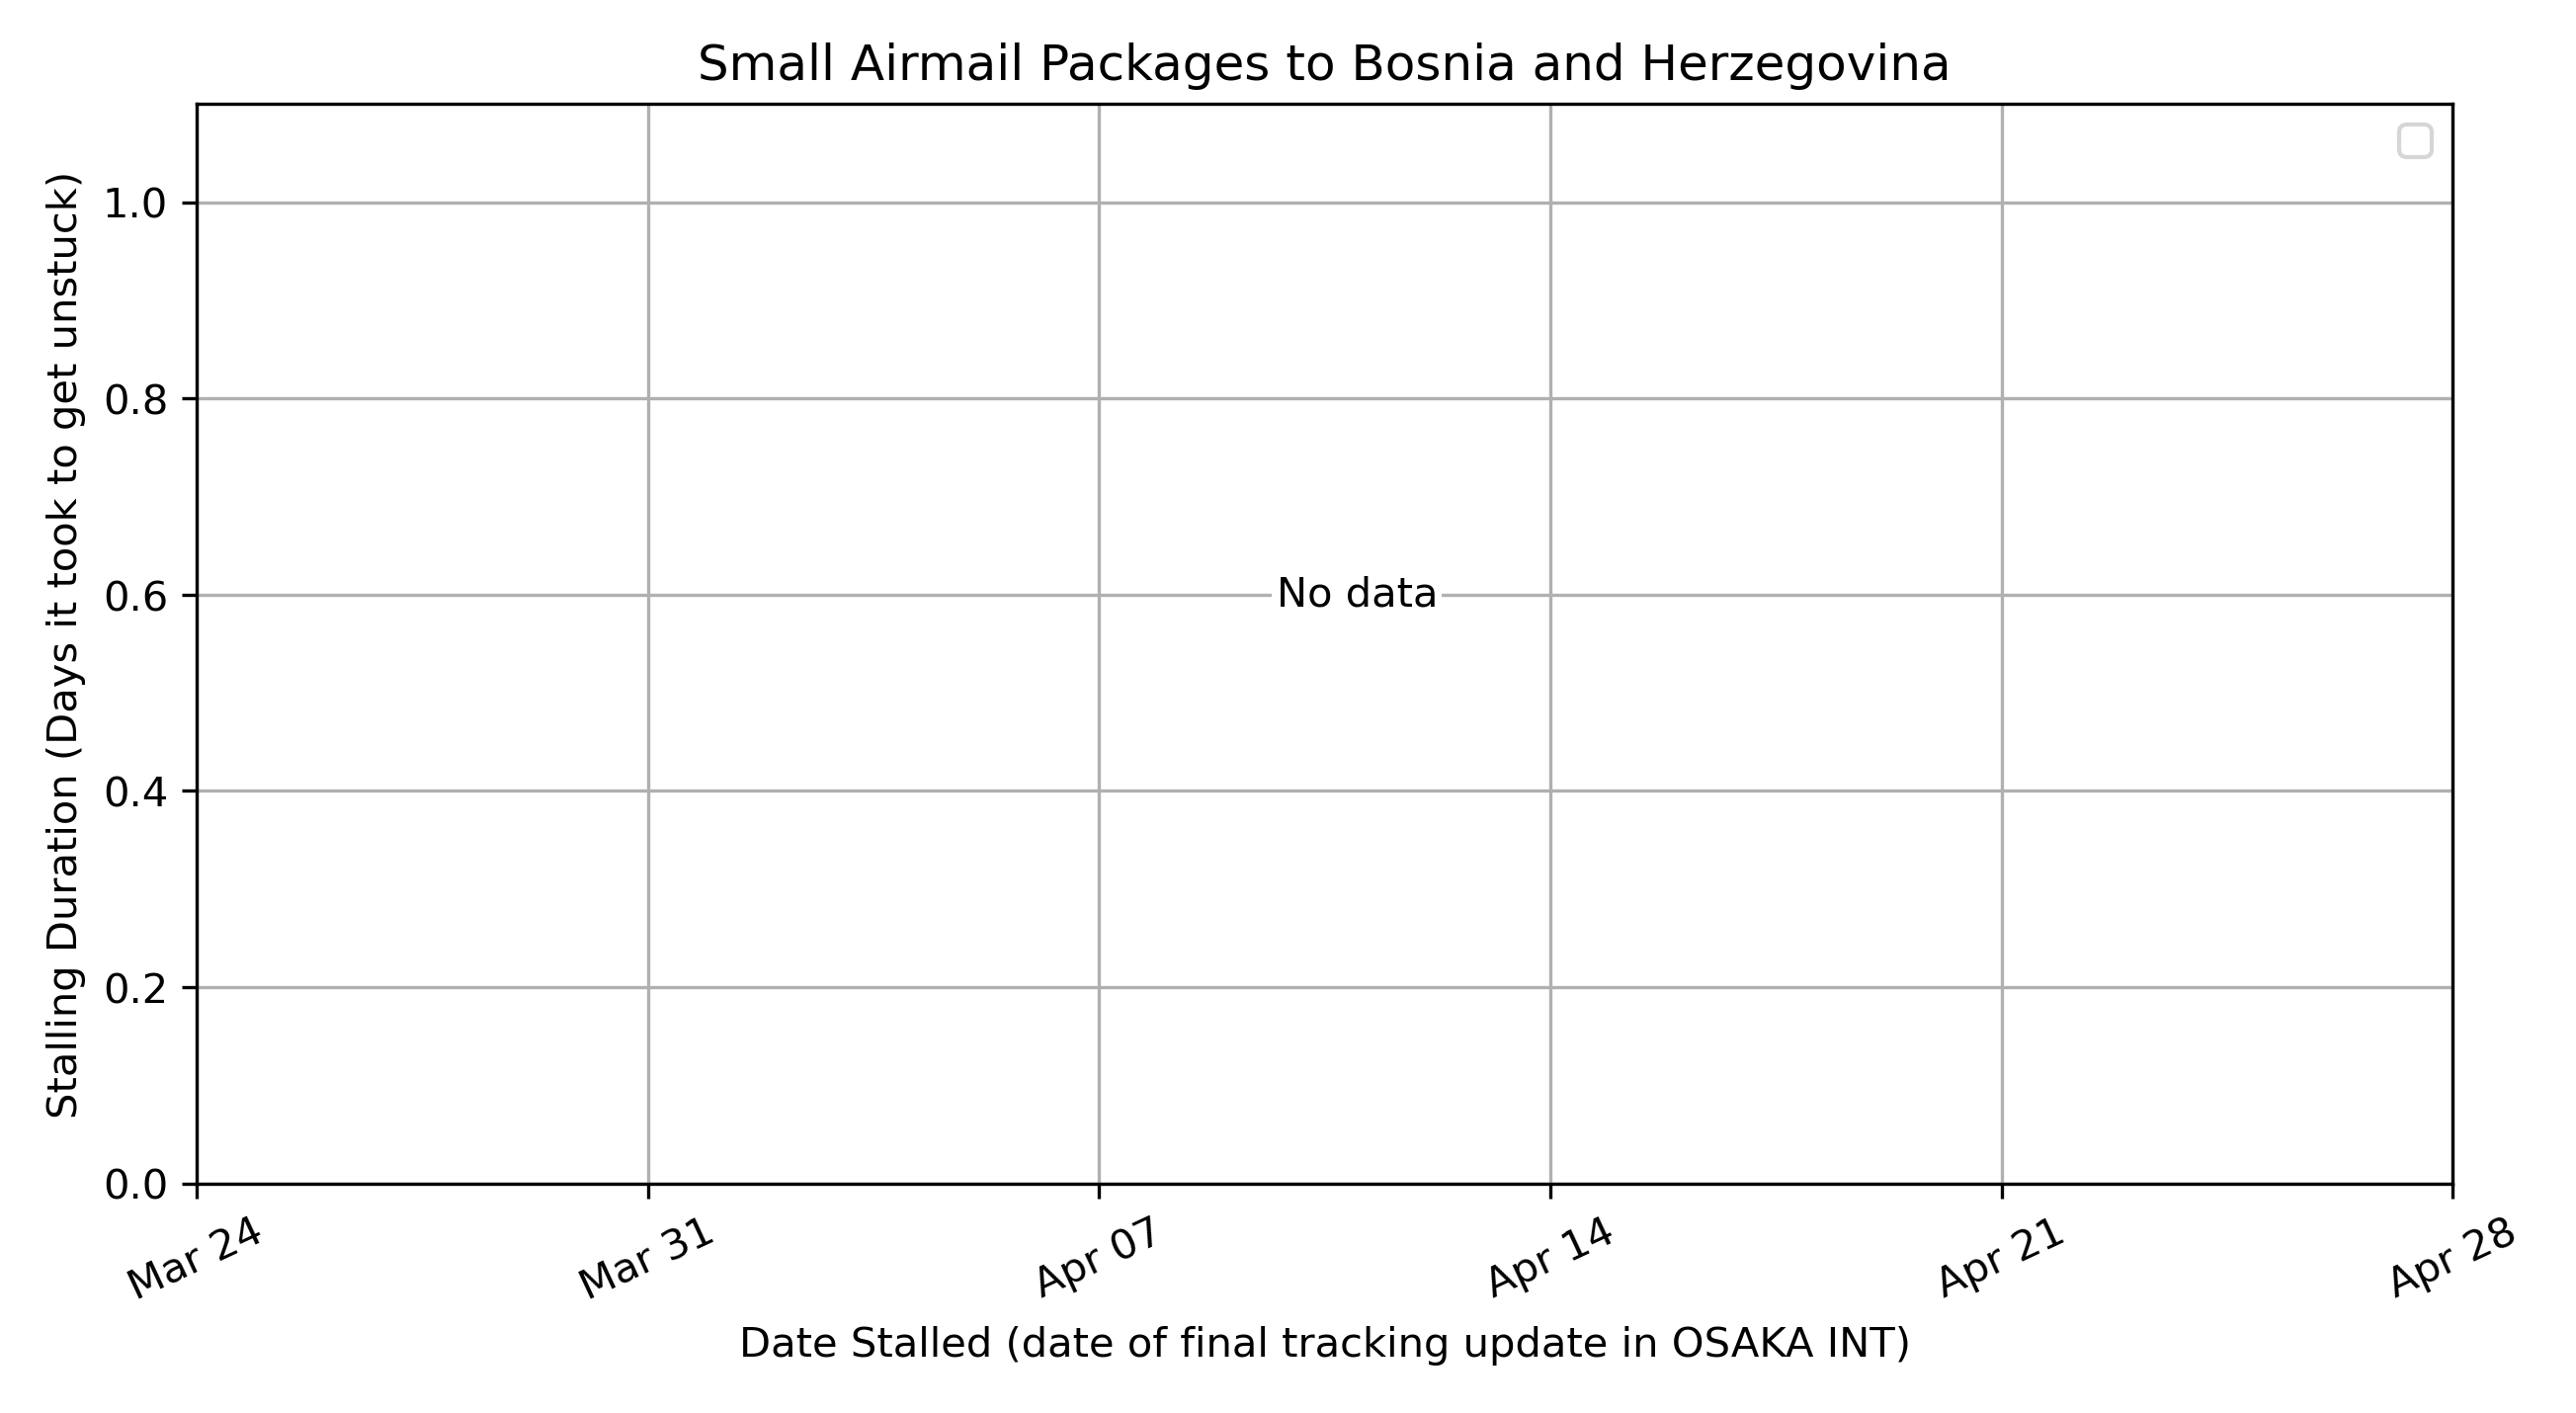 Small Airmail Packages to Bosnia and Herzegovina
Stalling Duration (Days it took to get unstuck)
1.0
0.8
0.6
0.4
0.2
0.0
No data
Mar 24
Mar 31
Apr 07
Apr 14
Apr 21
Apr 28
Date Stalled (date of final tracking update in OSAKA INT)